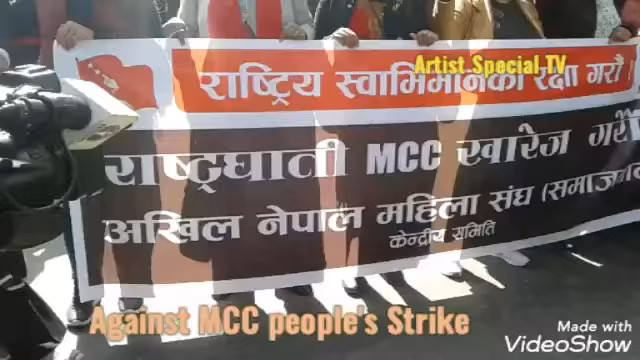 Artist Special TV
राष्ट्रिय स्वाभिमानको रक्षा गरौं !
राष्ट्रघाती MCC खारेज गरौं
अखिल नेपाल महिला संघ (समाजवादी
केन्द्रीय समिति
Against MCC people's Strike
Made with
VideoShow